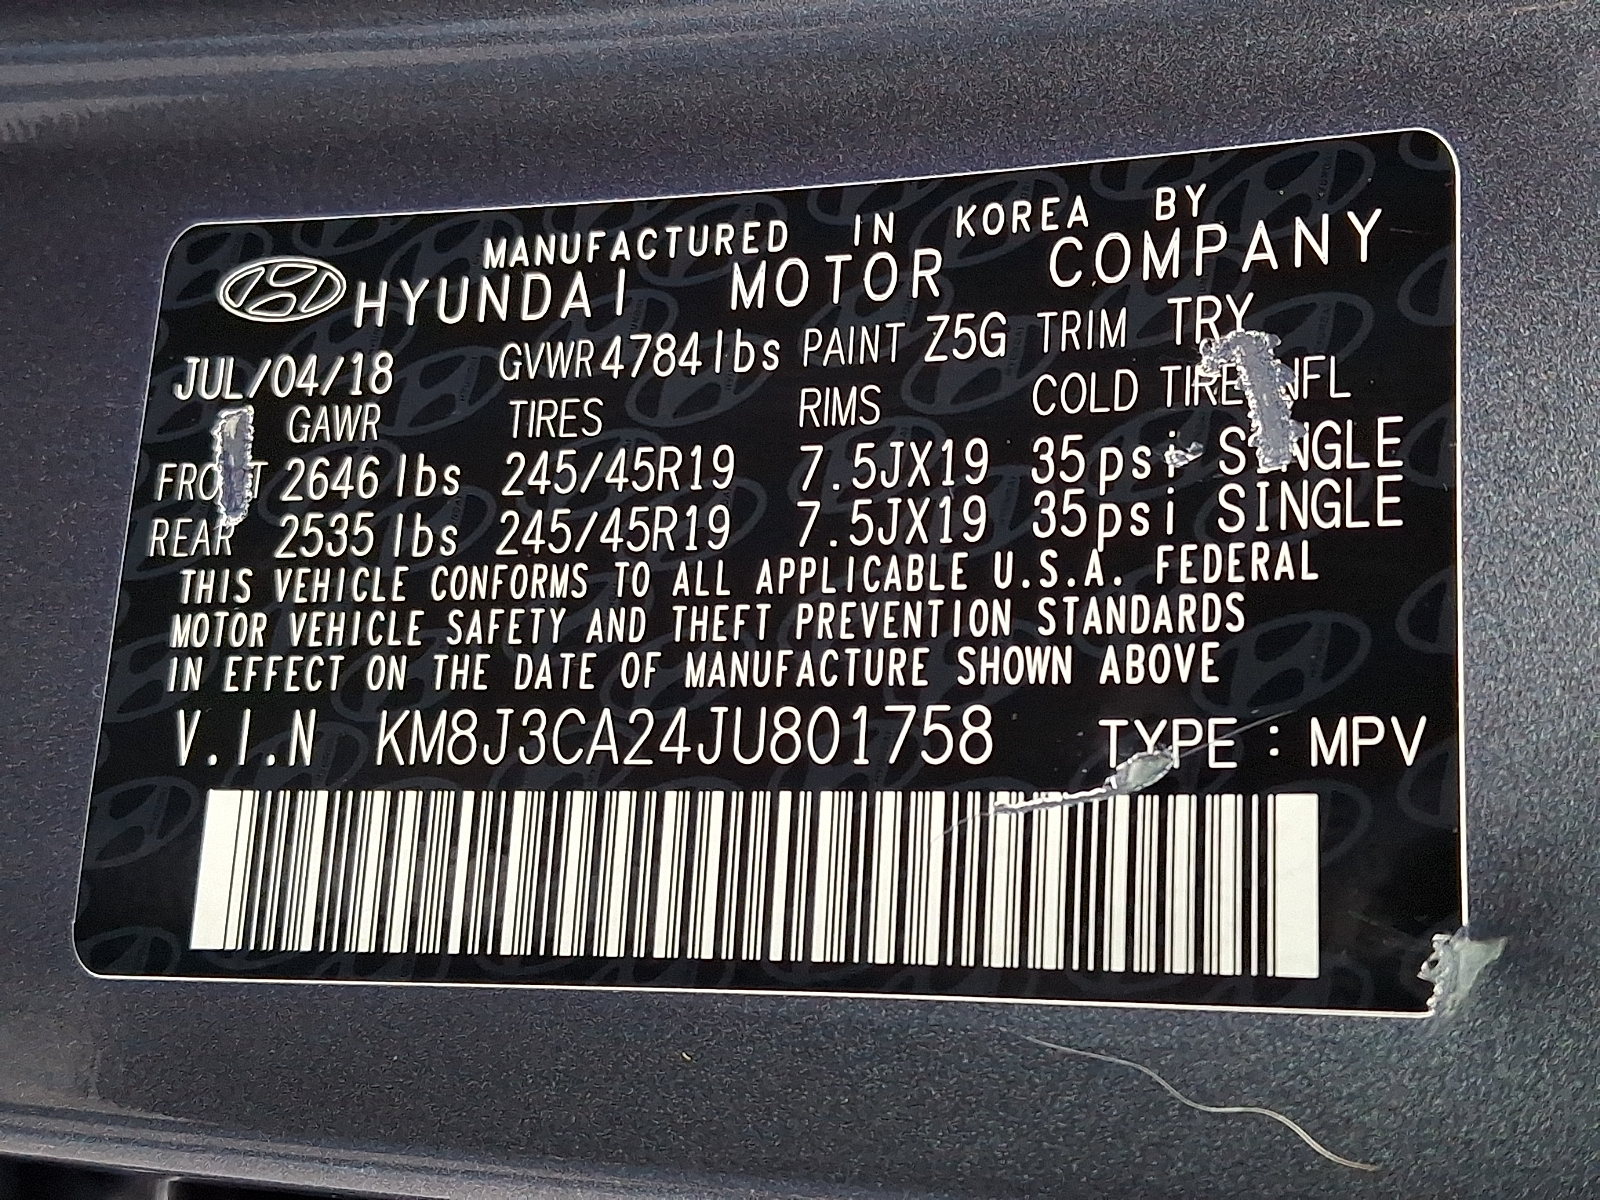 MANUFACTURED IN KOREA BY
HYUNDAI MOTOR COMPANY
JUL/04/18 GVWR 4784 lbs PAINT Z5G TRIM TRY
GAWR TIRES RIMS COLD TIRE INFL
FRONT 2646 lbs 245/45R19 7.5JX19 35psi SINGLE
REAR 2535 lbs 245/45R19 7.5JX19 35psi SINGLE
THIS VEHICLE CONFORMS TO ALL APPLICABLE U.S.A. FEDERAL
MOTOR VEHICLE SAFETY AND THEFT PREVENTION STANDARDS
IN EFFECT ON THE DATE OF MANUFACTURE SHOWN ABOVE
V.I.N KM8J3CA24JU801758 TYPE : MPV